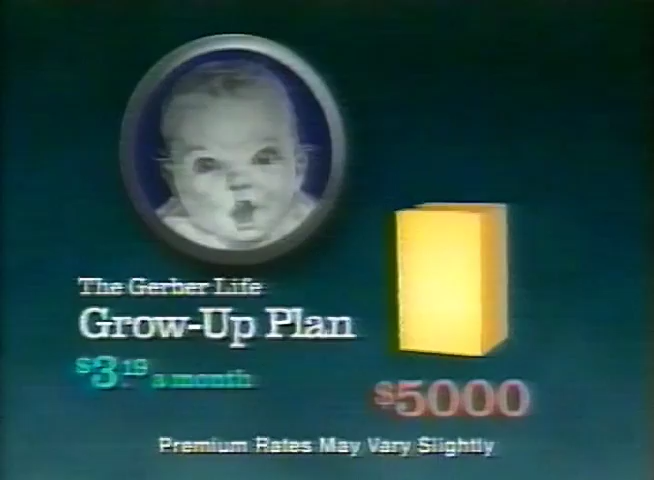 The Gerber Life
Grow-Up Plan
$3.19 a month
$5000
Premium Rates May Vary Slightly